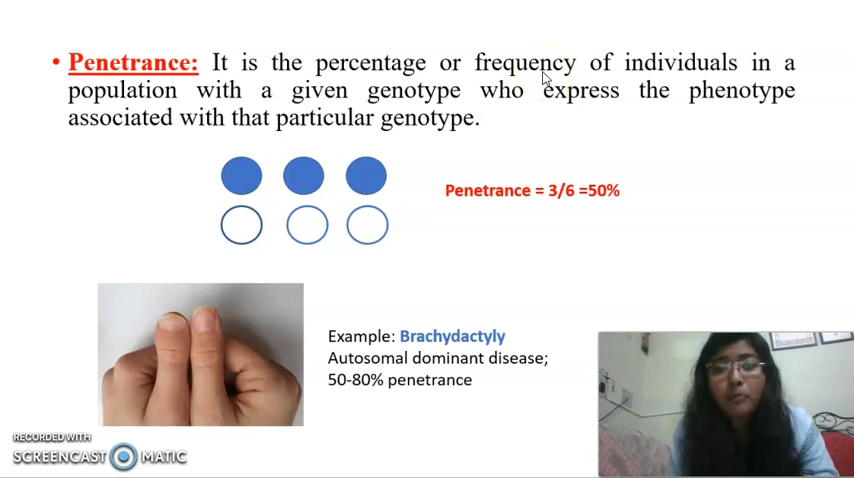 • Penetrance: It is the percentage or frequency of individuals in a
population with a given genotype who express the phenotype
associated with that particular genotype.
Penetrance = 3/6 =50%
Example: Brachydactyly
Autosomal dominant disease;
50-80% penetrance
RECORDED WITH
SCREENCAST MATIC